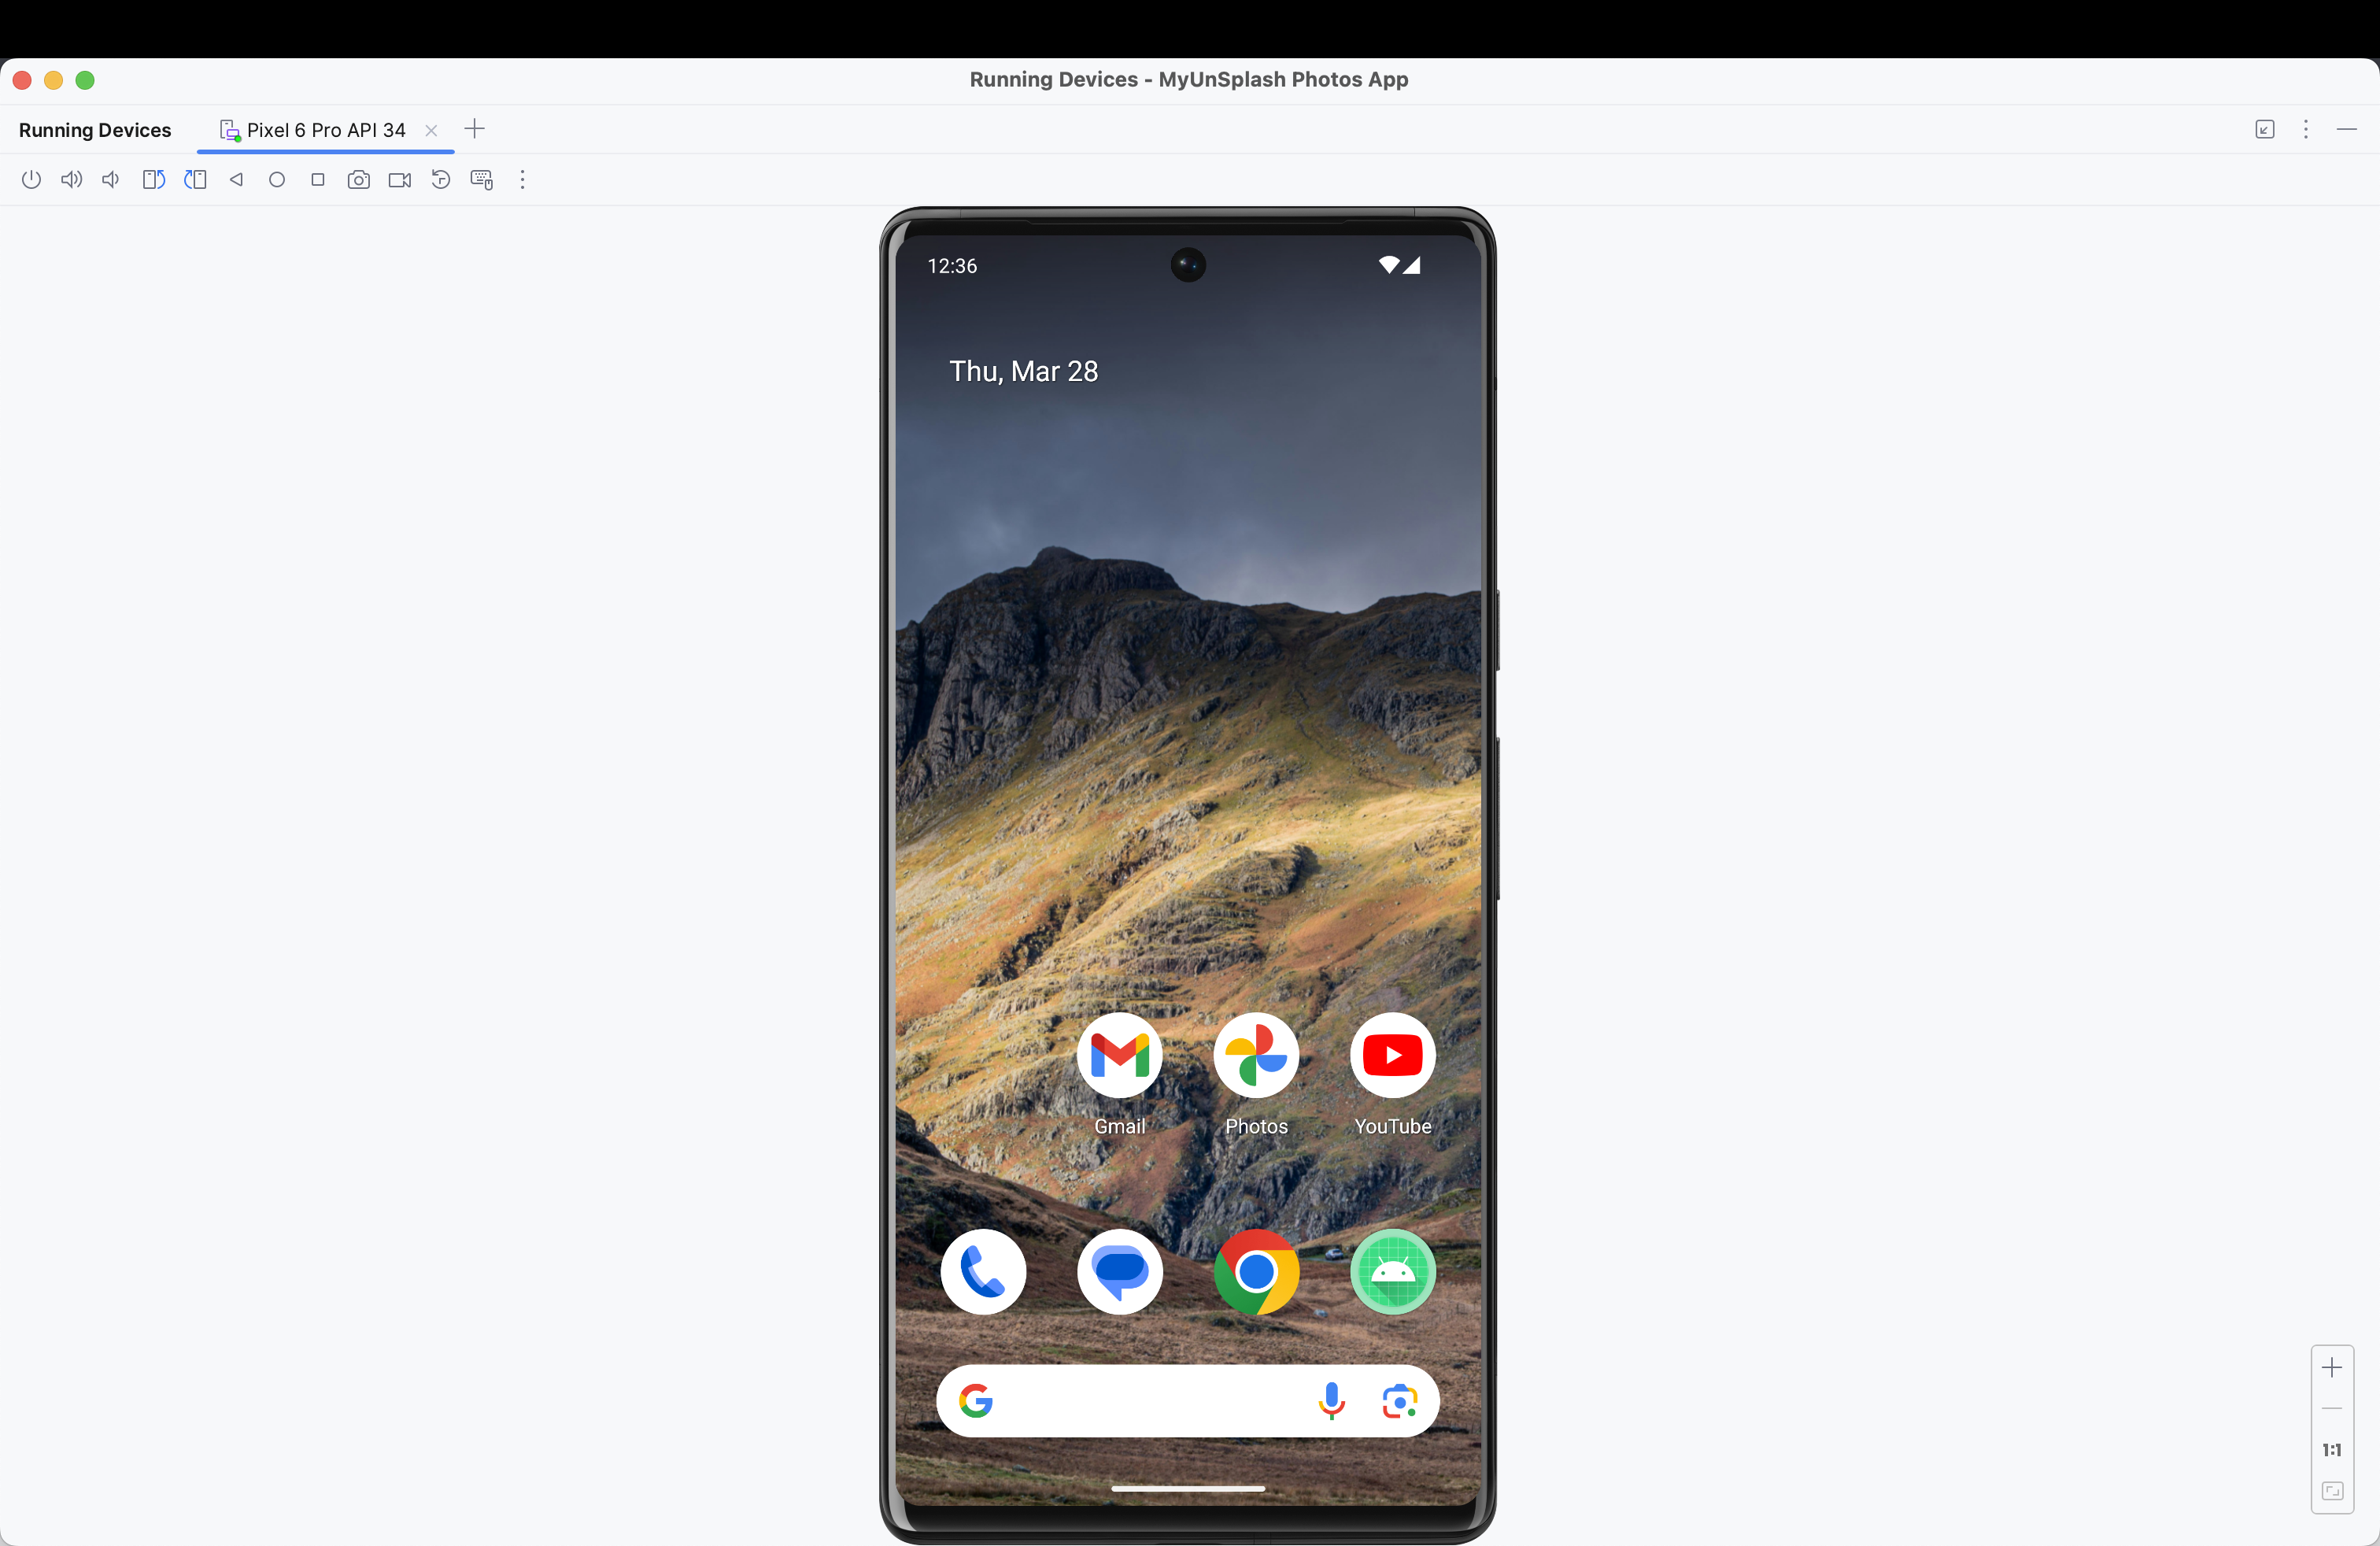 Running Devices - MyUnSplash Photos App
Running Devices
Pixel 6 Pro API 34
12:36
Thu, Mar 28
Gmail
Photos
YouTube
1:1